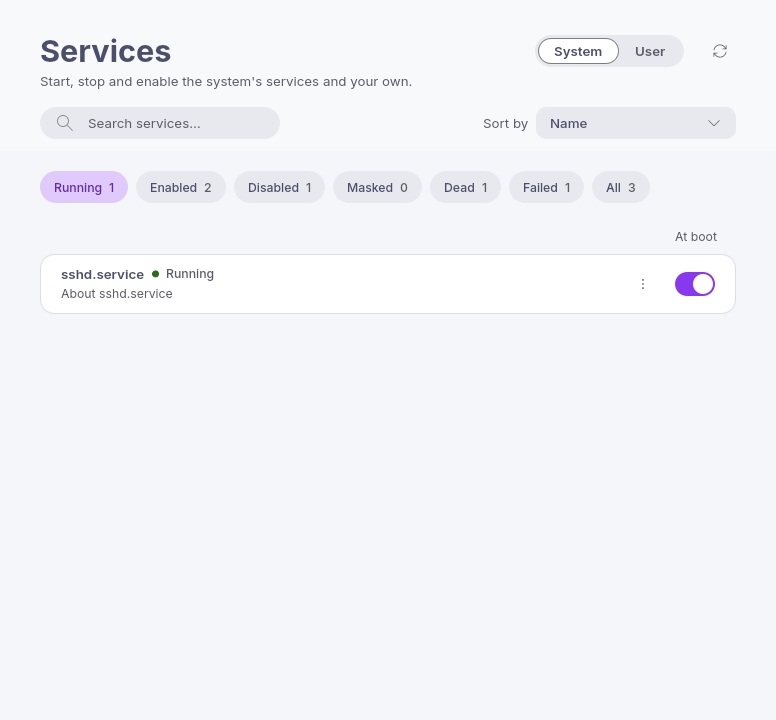 Services
System User
Start, stop and enable the system's services and your own.
Search services...
Sort by Name
Running 1 Enabled 2 Disabled 1 Masked 0 Dead 1 Failed 1 All 3
At boot
sshd.service Running
About sshd.service